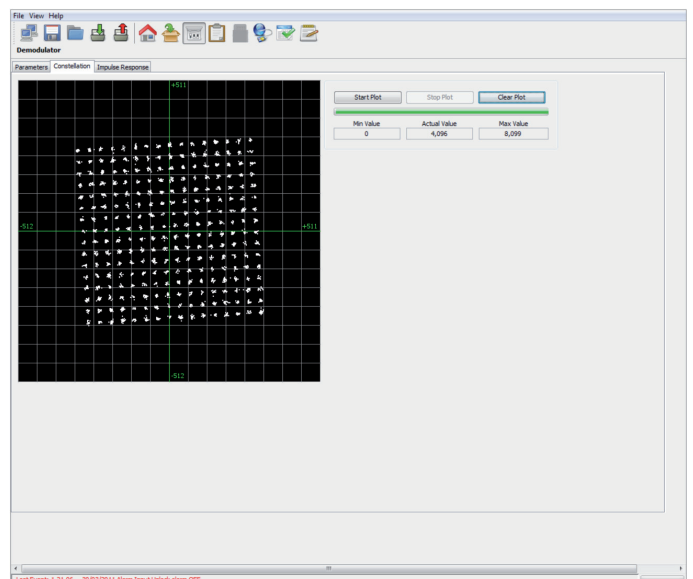 File View Help
Demodulator
Parameters Constellation Impulse Response
+511
Start Plot Stop Plot Clear Plot
Min Value Actual Value Max Value
0 4,096 8,099
-512 +511
-512